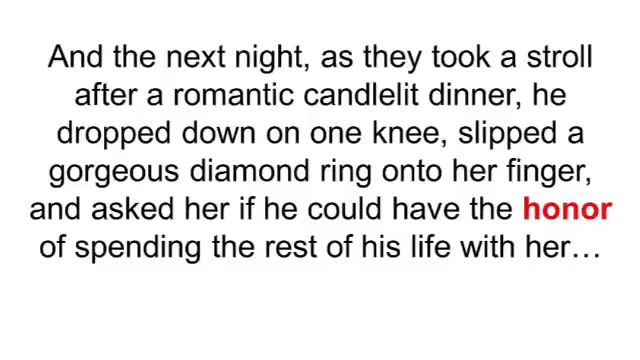 And the next night, as they took a stroll
after a romantic candlelit dinner, he
dropped down on one knee, slipped a
gorgeous diamond ring onto her finger,
and asked her if he could have the honor
of spending the rest of his life with her…